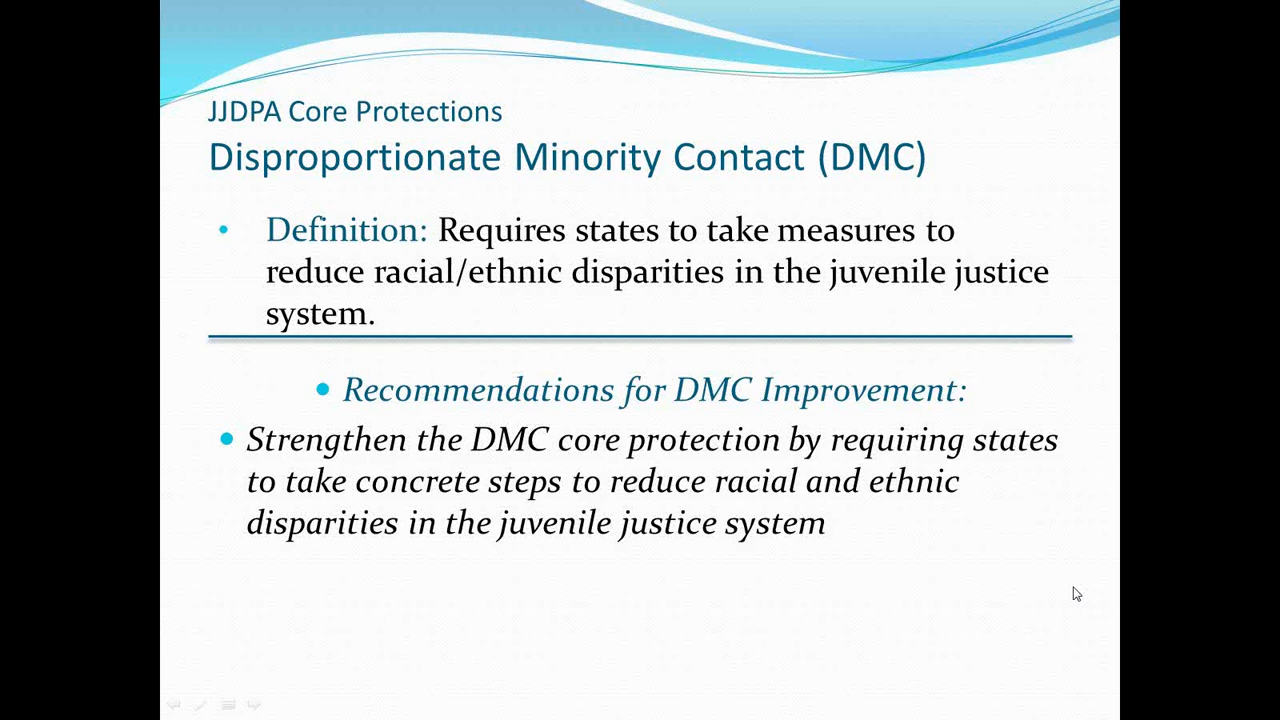 JJDPA Core Protections
Disproportionate Minority Contact (DMC)
• Definition: Requires states to take measures to
reduce racial/ethnic disparities in the juvenile justice
system.
• Recommendations for DMC Improvement:
• Strengthen the DMC core protection by requiring states
to take concrete steps to reduce racial and ethnic
disparities in the juvenile justice system